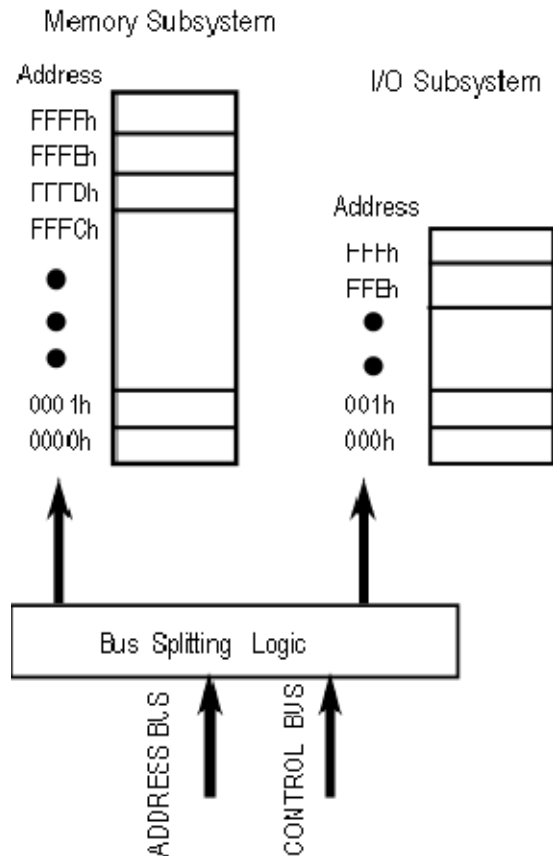 Memory Subsystem
Address
FFFFh
FFFEh
FFFDh
FFFCh
0001h
0000h
I/O Subsystem
Address
FFFh
FFEh
001h
000h
Bus Splitting Logic
ADDRESS BUS
CONTROL BUS